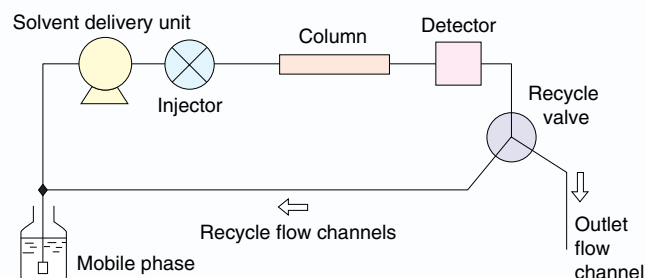 Solvent delivery unit
Column
Detector
Injector
Recycle
valve
Recycle flow channels
Outlet
flow
channel
Mobile phase